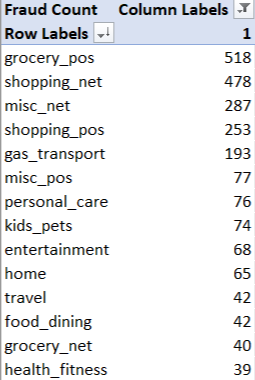 Fraud Count Column Labels
Row Labels 1
grocery_pos 518
shopping_net 478
misc_net 287
shopping_pos 253
gas_transport 193
misc_pos 77
personal_care 76
kids_pets 74
entertainment 68
home 65
travel 42
food_dining 42
grocery_net 40
health_fitness 39